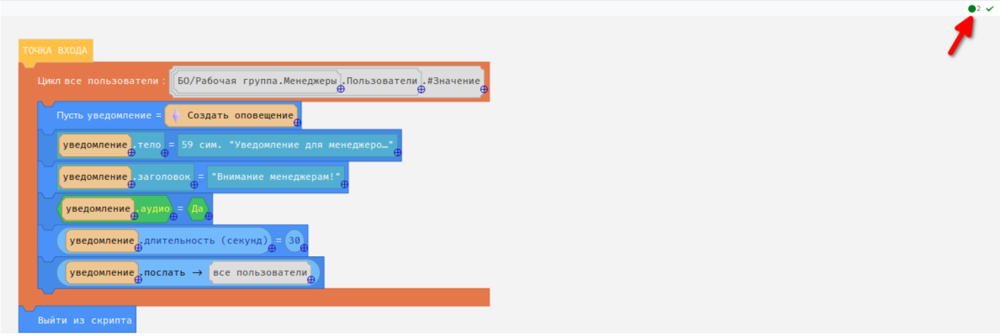 2
ТОЧКА ВХОДА
Цикл все пользователи : БО/Рабочая группа.Менеджеры.Пользователи.#Значение
Пусть уведомление = Создать оповещение
уведомление.тело = 59 сим. "Уведомление для менеджеро…"
уведомление.заголовок = "Внимание менеджерам!"
уведомление.аудио = Да
уведомление.длительность (секунд) = 30
уведомление.послать → все пользователи
Выйти из скрипта